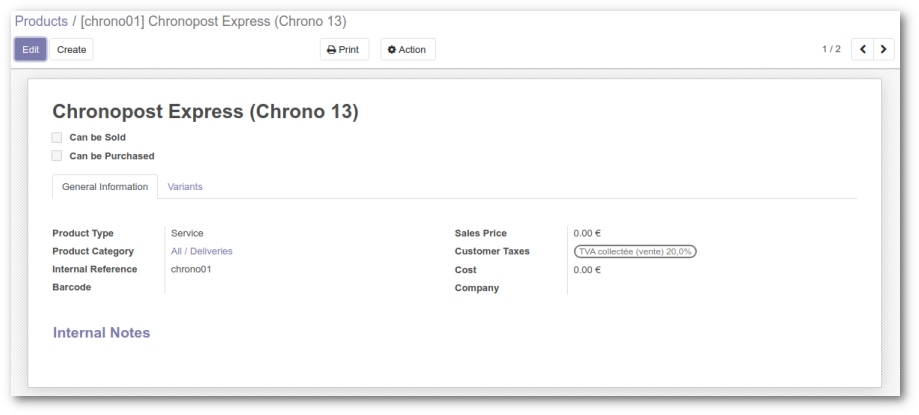 Products / [chrono01] Chronopost Express (Chrono 13)
Edit Create Print Action 1 / 2
Chronopost Express (Chrono 13)
Can be Sold
Can be Purchased
General Information Variants
Product Type Service Sales Price 0.00 €
Product Category All / Deliveries Customer Taxes TVA collectée (vente) 20,0%
Internal Reference chrono01 Cost 0.00 €
Barcode Company
Internal Notes